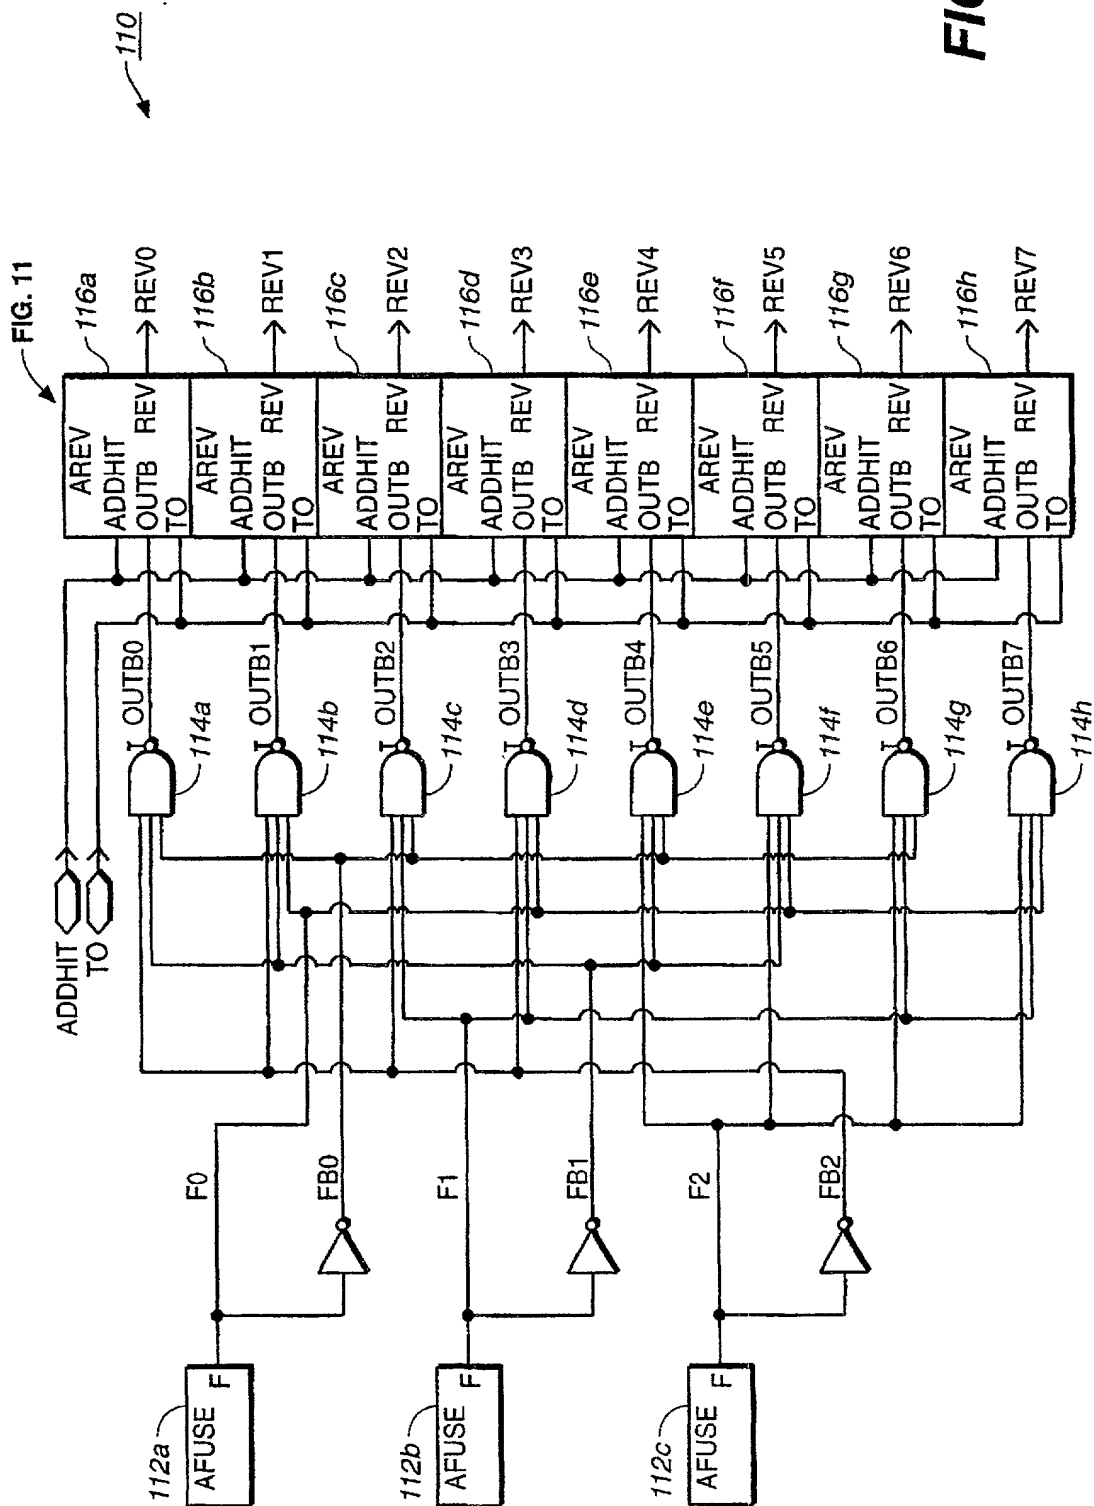 110
FIG
FIG. 11
116a
REV0
116b
REV1
116c
REV2
116d
REV3
116e
REV4
116f
REV5
116g
REV6
116h
REV7
AREV
ADDHIT
OUTB REV
TO
AREV
ADDHIT
OUTB REV
TO
AREV
ADDHIT
OUTB REV
TO
AREV
ADDHIT
OUTB REV
TO
AREV
ADDHIT
OUTB REV
TO
AREV
ADDHIT
OUTB REV
TO
AREV
ADDHIT
OUTB REV
TO
AREV
ADDHIT
OUTB REV
TO
OUTB0
114a
OUTB1
114b
OUTB2
114c
OUTB3
114d
OUTB4
114e
OUTB5
114f
OUTB6
114g
OUTB7
114h
ADDHIT
TO
F0
FB0
F1
FB1
F2
FB2
112a
AFUSE F
112b
AFUSE F
112c
AFUSE F